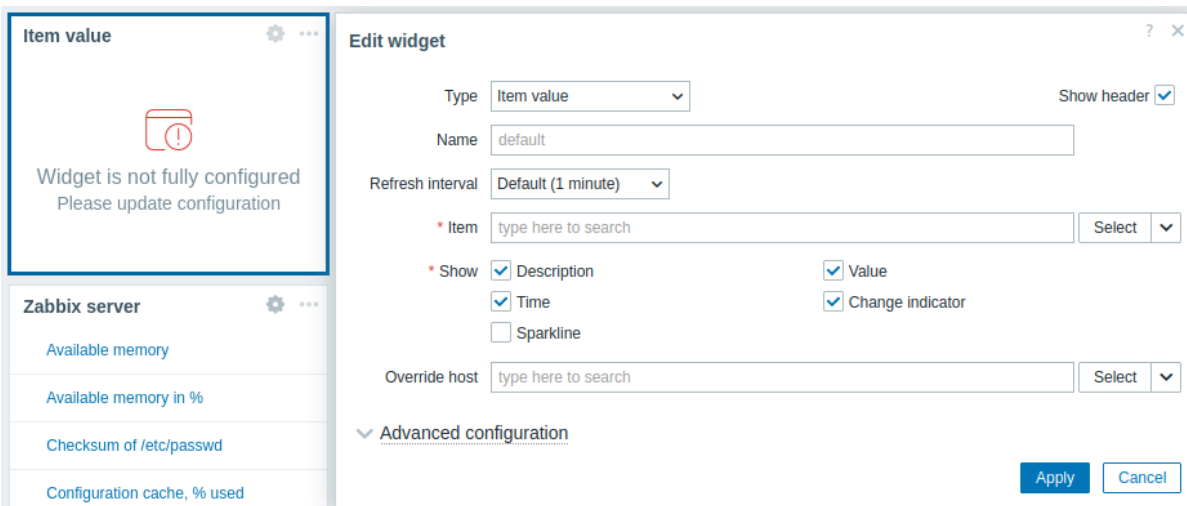 Item value
Widget is not fully configured
Please update configuration
Zabbix server
Available memory
Available memory in %
Checksum of /etc/passwd
Configuration cache, % used
Edit widget
?
Type Item value Show header
Name default
Refresh interval Default (1 minute)
* Item type here to search Select
* Show Description Value
Time Change indicator
Sparkline
Override host type here to search Select
Advanced configuration
Apply Cancel